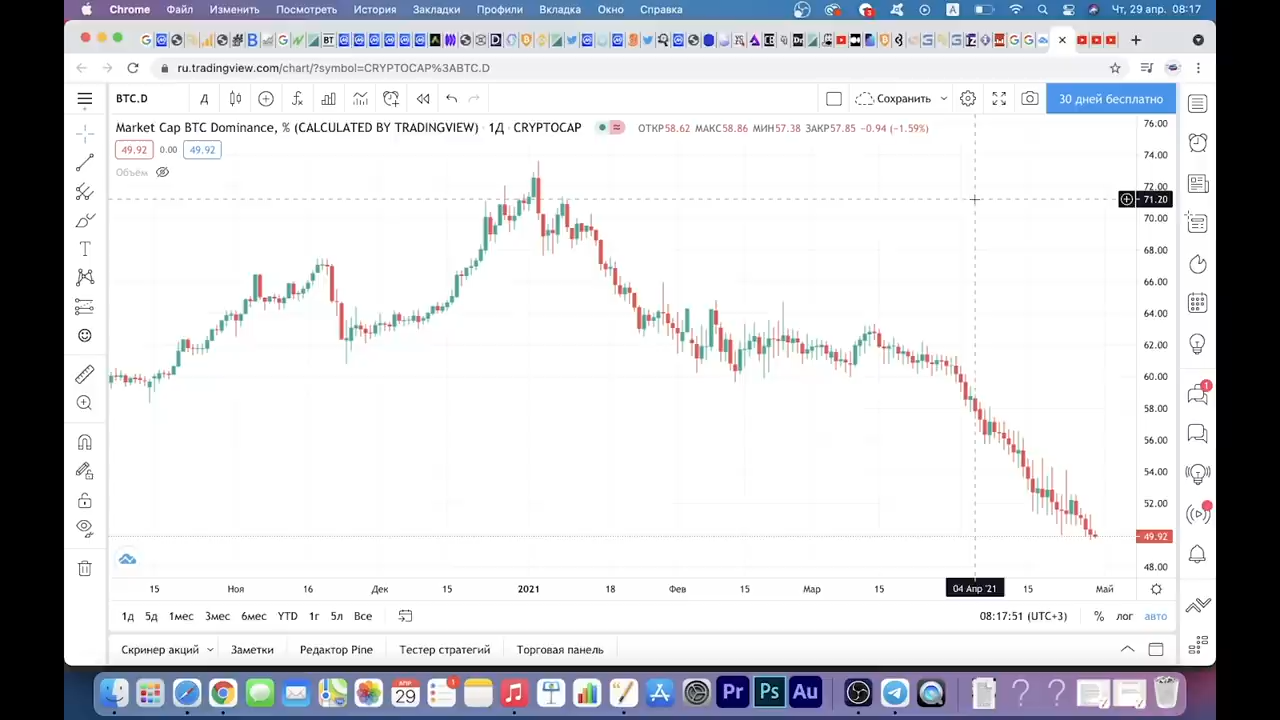 Chrome Файл Изменить Посмотреть История Закладки Профили Вкладка Окно Справка Чт, 29 апр. 08:17
ru.tradingview.com/chart/?symbol=CRYPTOCAP%3ABTC.D
BTC.D Д Сохранить 30 дней бесплатно
Market Cap BTC Dominance, % (CALCULATED BY TRADINGVIEW) · 1Д · CRYPTOCAP ОТКР58.62 МАКС58.86 МИН57.38 ЗАКР57.85 −0.94 (−1.59%)
49.92 0.00 49.92
Объём
76.00
74.00
72.00
71.20
70.00
68.00
66.00
64.00
62.00
60.00
58.00
56.00
54.00
52.00
49.92
48.00
15 Ноя 16 Дек 15 2021 18 Фев 15 Мар 15 04 Апр '21 15 Май
1д 5д 1мес 3мес 6мес YTD 1г 5л Все 08:17:51 (UTC+3) % лог авто
Скринер акций Заметки Редактор Pine Тестер стратегий Торговая панель
АПР 29 1 Pr Ps Au